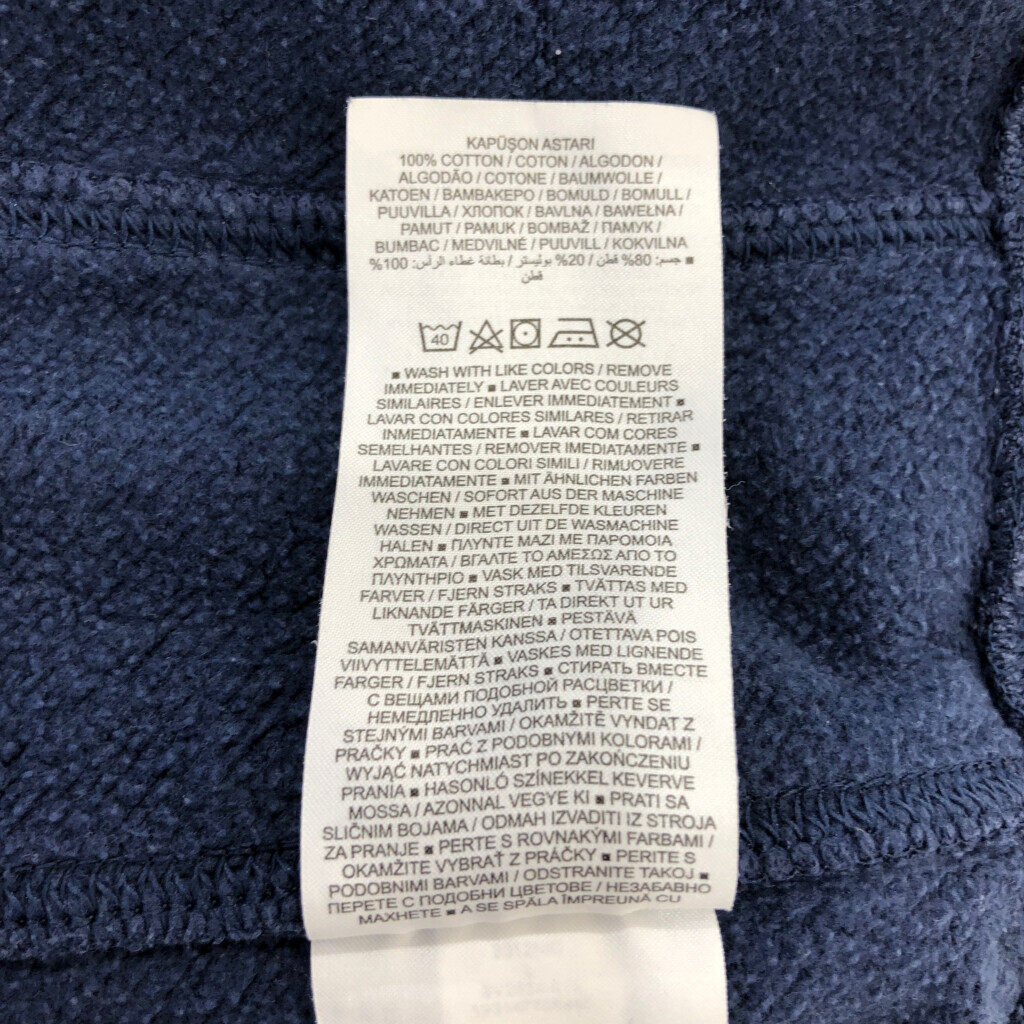 KAPÜŞON ASTARI
100% COTTON / COTON / ALGODON /
ALGODÃO / COTONE / BAUMWOLLE /
KATOEN / BAMBAKEPO / BOMULD / BOMULL /
PUUVILLA / ХЛОПОК / BAVLNA / BAWEŁNA /
PAMUT / PAMUK / BOMBAŽ / ПАМУК /
BUMBAC / MEDVILNĖ / PUUVILL / KOKVILNA
■ جسم: 80% قطن / 20% بوليستر / بطانة غطاء الرأس: 100%
قطن
40
■ WASH WITH LIKE COLORS / REMOVE
IMMEDIATELY ■ LAVER AVEC COULEURS
SIMILAIRES / ENLEVER IMMEDIATEMENT ■
LAVAR CON COLORES SIMILARES / RETIRAR
INMEDIATAMENTE ■ LAVAR COM CORES
SEMELHANTES / REMOVER IMEDIATAMENTE ■
LAVARE CON COLORI SIMILI / RIMUOVERE
IMMEDIATAMENTE ■ MIT ÄHNLICHEN FARBEN
WASCHEN / SOFORT AUS DER MASCHINE
NEHMEN ■ MET DEZELFDE KLEUREN
WASSEN / DIRECT UIT DE WASMACHINE
HALEN ■ ΠΛΥΝΤΕ ΜΑΖΙ ΜΕ ΠΑΡΟΜΟΙΑ
ΧΡΩΜΑΤΑ / ΒΓΑΛΤΕ ΤΟ ΑΜΕΣΩΣ ΑΠΟ ΤΟ
ΠΛΥΝΤΗΡΙΟ ■ VASK MED TILSVARENDE
FARVER / FJERN STRAKS ■ TVÄTTAS MED
LIKNANDE FÄRGER / TA DIREKT UT UR
TVÄTTMASKINEN ■ PESTÄVÄ
SAMANVÄRISTEN KANSSA / OTETTAVA POIS
VIIVYTTELEMÄTTÄ ■ VASKES MED LIGNENDE
FARGER / FJERN STRAKS ■ СТИРАТЬ ВМЕСТЕ
С ВЕЩАМИ ПОДОБНОЙ РАСЦВЕТКИ /
НЕМЕДЛЕННО УДАЛИТЬ ■ PERTE SE
STEJNÝMI BARVAMI / OKAMŽITĚ VYNDAT Z
PRAČKY ■ PRAĆ Z PODOBNYMI KOLORAMI /
WYJĄĆ NATYCHMIAST PO ZAKOŃCZENIU
PRANIA ■ HASONLÓ SZÍNEKKEL KEVERVE
MOSSA / AZONNAL VEGYE KI ■ PRATI SA
SLIČNIM BOJAMA / ODMAH IZVADITI IZ STROJA
ZA PRANJE ■ PERTE S ROVNAKÝMI FARBAMI /
OKAMŽITE VYBRAŤ Z PRÁČKY ■ PERITE S
PODOBNIMI BARVAMI / ODSTRANITE TAKOJ ■
ПЕРЕТЕ С ПОДОБНИ ЦВЕТОВЕ / НЕЗАБАВНО
МАХНЕТЕ ■ A SE SPĂLA ÎMPREUNĂ CU